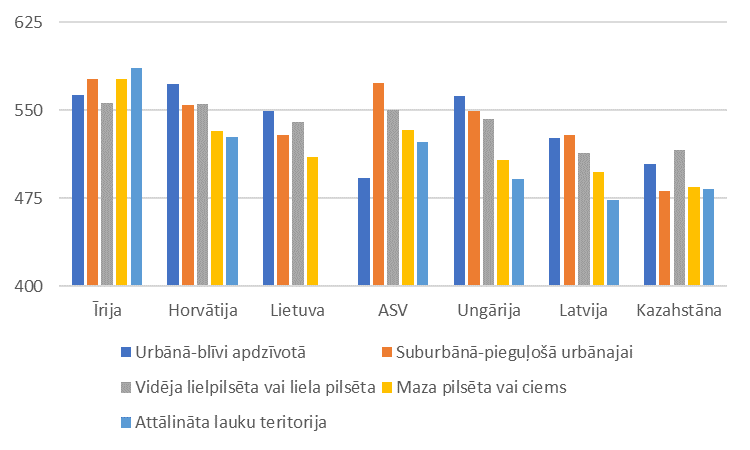 625
550
475
400
Īrija Horvātija Lietuva ASV Ungārija Latvija Kazahstāna
Urbānā-blīvi apdzīvotā Suburbānā-pieguļošā urbānajai
Vidēja lielpilsēta vai liela pilsēta Maza pilsēta vai ciems
Attālināta lauku teritorija